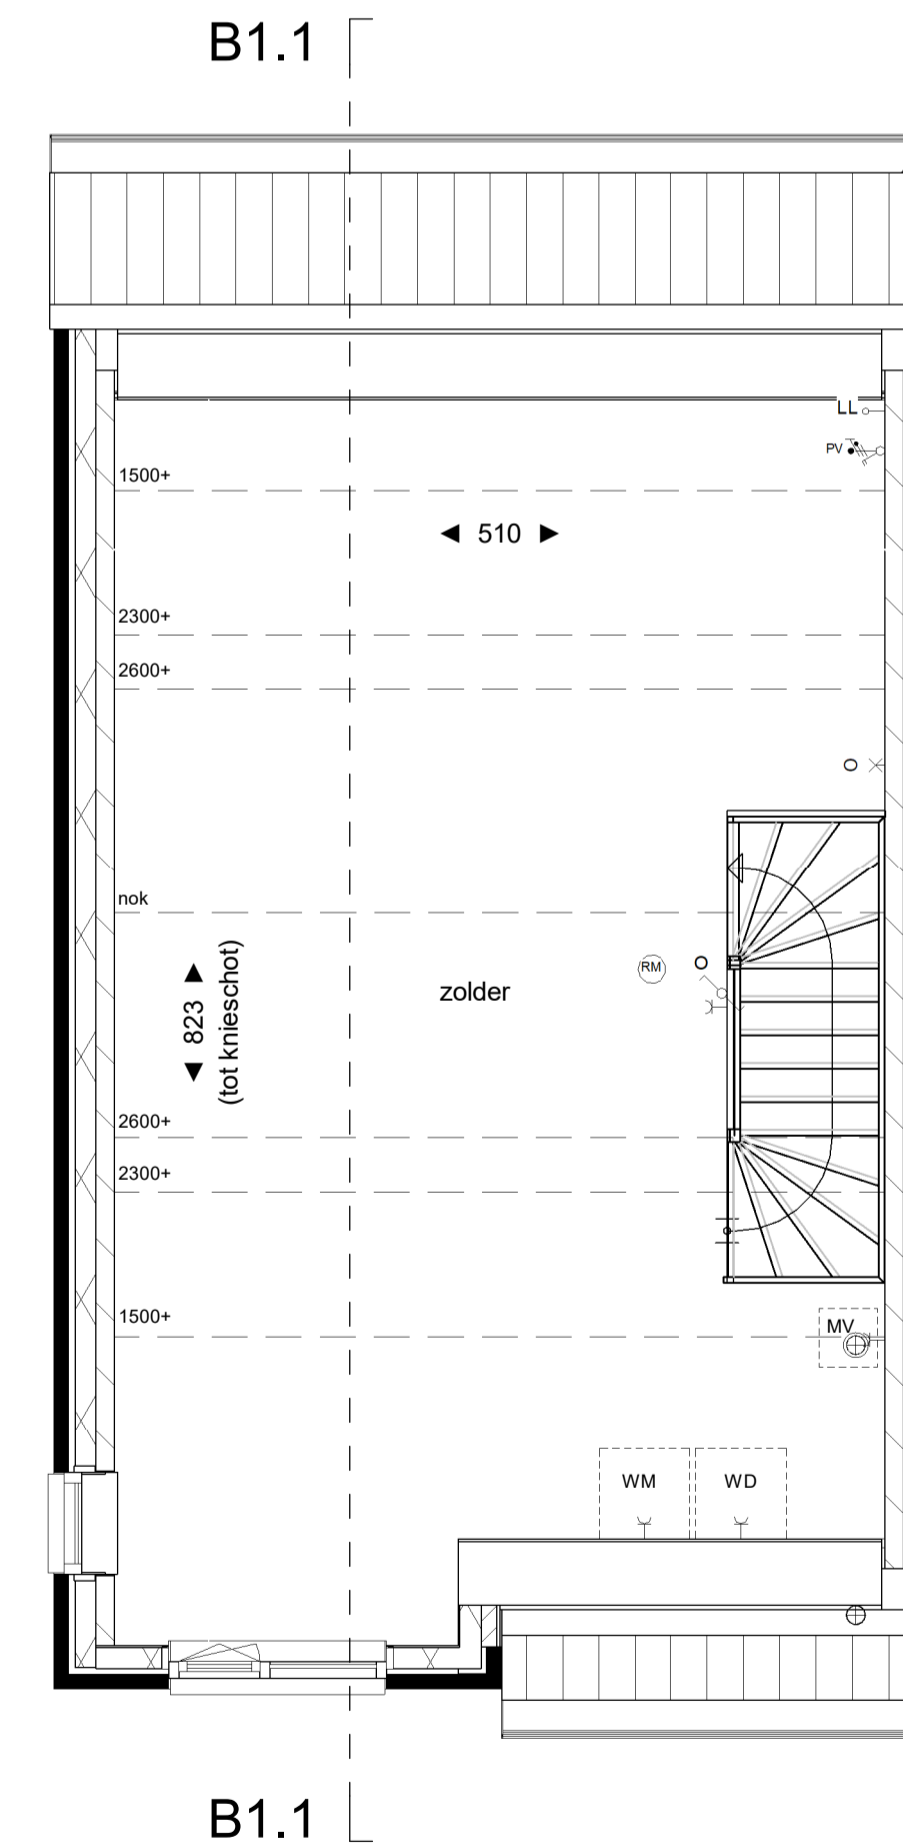 B1.1
LL
PV
1500+
◄ 510 ►
2300+
2600+
O
nok
◄ 823 ►
(tot knieschot)
zolder
RM
O
2600+
2300+
1500+
MV
WM
WD
B1.1